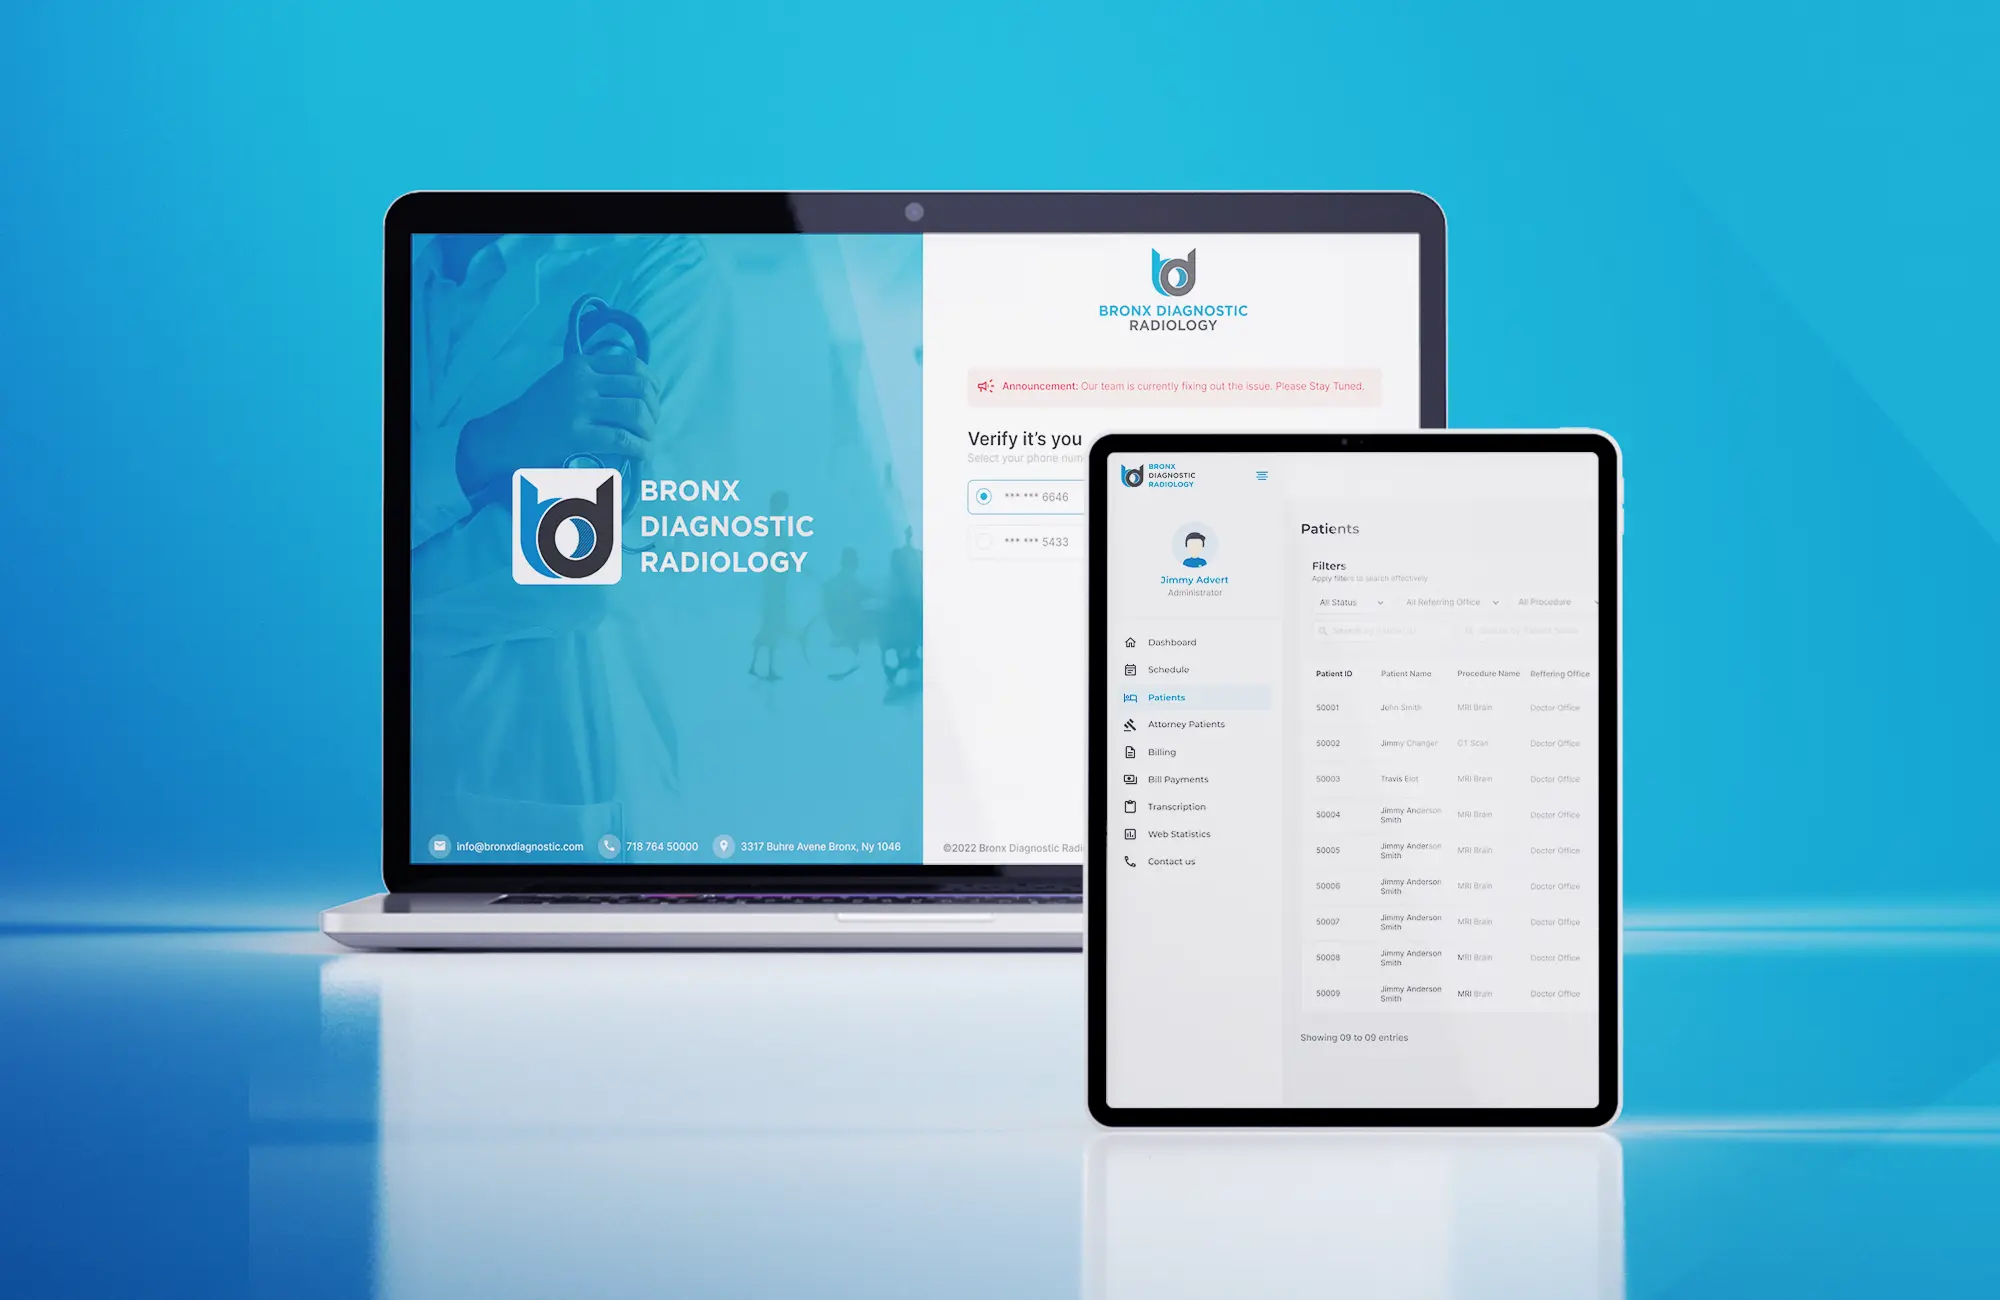 BRONX DIAGNOSTIC
RADIOLOGY
Announcement: Our team is currently fixing out the issue. Please Stay Tuned.
Verify it's you
Select your phone num
*** *** 6646
*** *** 5433
BRONX
DIAGNOSTIC
RADIOLOGY
info@bronxdiagnostic.com
718 764 50000
3317 Buhre Avene Bronx, Ny 1046
©2022 Bronx Diagnostic Radi
BRONX
DIAGNOSTIC
RADIOLOGY
Jimmy Advert
Administrator
Dashboard
Schedule
Patients
Attorney Patients
Billing
Bill Payments
Transcription
Web Statistics
Contact us
Patients
Filters
Apply filters to search effectively
All Status All Referring Office All Procedure
Search by Patient ID Search by Patient Name
Patient ID Patient Name Procedure Name Reffering Office
50001 John Smith MRI Brain Doctor Office
50002 Jimmy Changer CT Scan Doctor Office
50003 Travis Eiot MRI Brain Doctor Office
50004 Jimmy Anderson Smith MRI Brain Doctor Office
50005 Jimmy Anderson Smith MRI Brain Doctor Office
50006 Jimmy Anderson Smith MRI Brain Doctor Office
50007 Jimmy Anderson Smith MRI Brain Doctor Office
50008 Jimmy Anderson Smith MRI Brain Doctor Office
50009 Jimmy Anderson Smith MRI Brain Doctor Office
Showing 09 to 09 entries